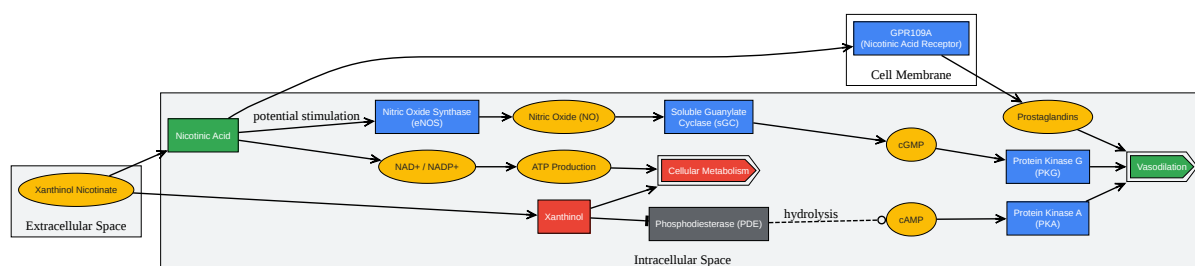 GPR109A
(Nicotinic Acid Receptor)
Cell Membrane
potential stimulation
Nitric Oxide Synthase
(eNOS)
Nitric Oxide (NO)
Soluble Guanylate
Cyclase (sGC)
Prostaglandins
Nicotinic Acid
cGMP
NAD+ / NADP+
ATP Production
Cellular Metabolism
Protein Kinase G
(PKG)
Vasodilation
Xanthinol Nicotinate
Extracellular Space
Xanthinol
Phosphodiesterase (PDE)
hydrolysis
cAMP
Protein Kinase A
(PKA)
Intracellular Space